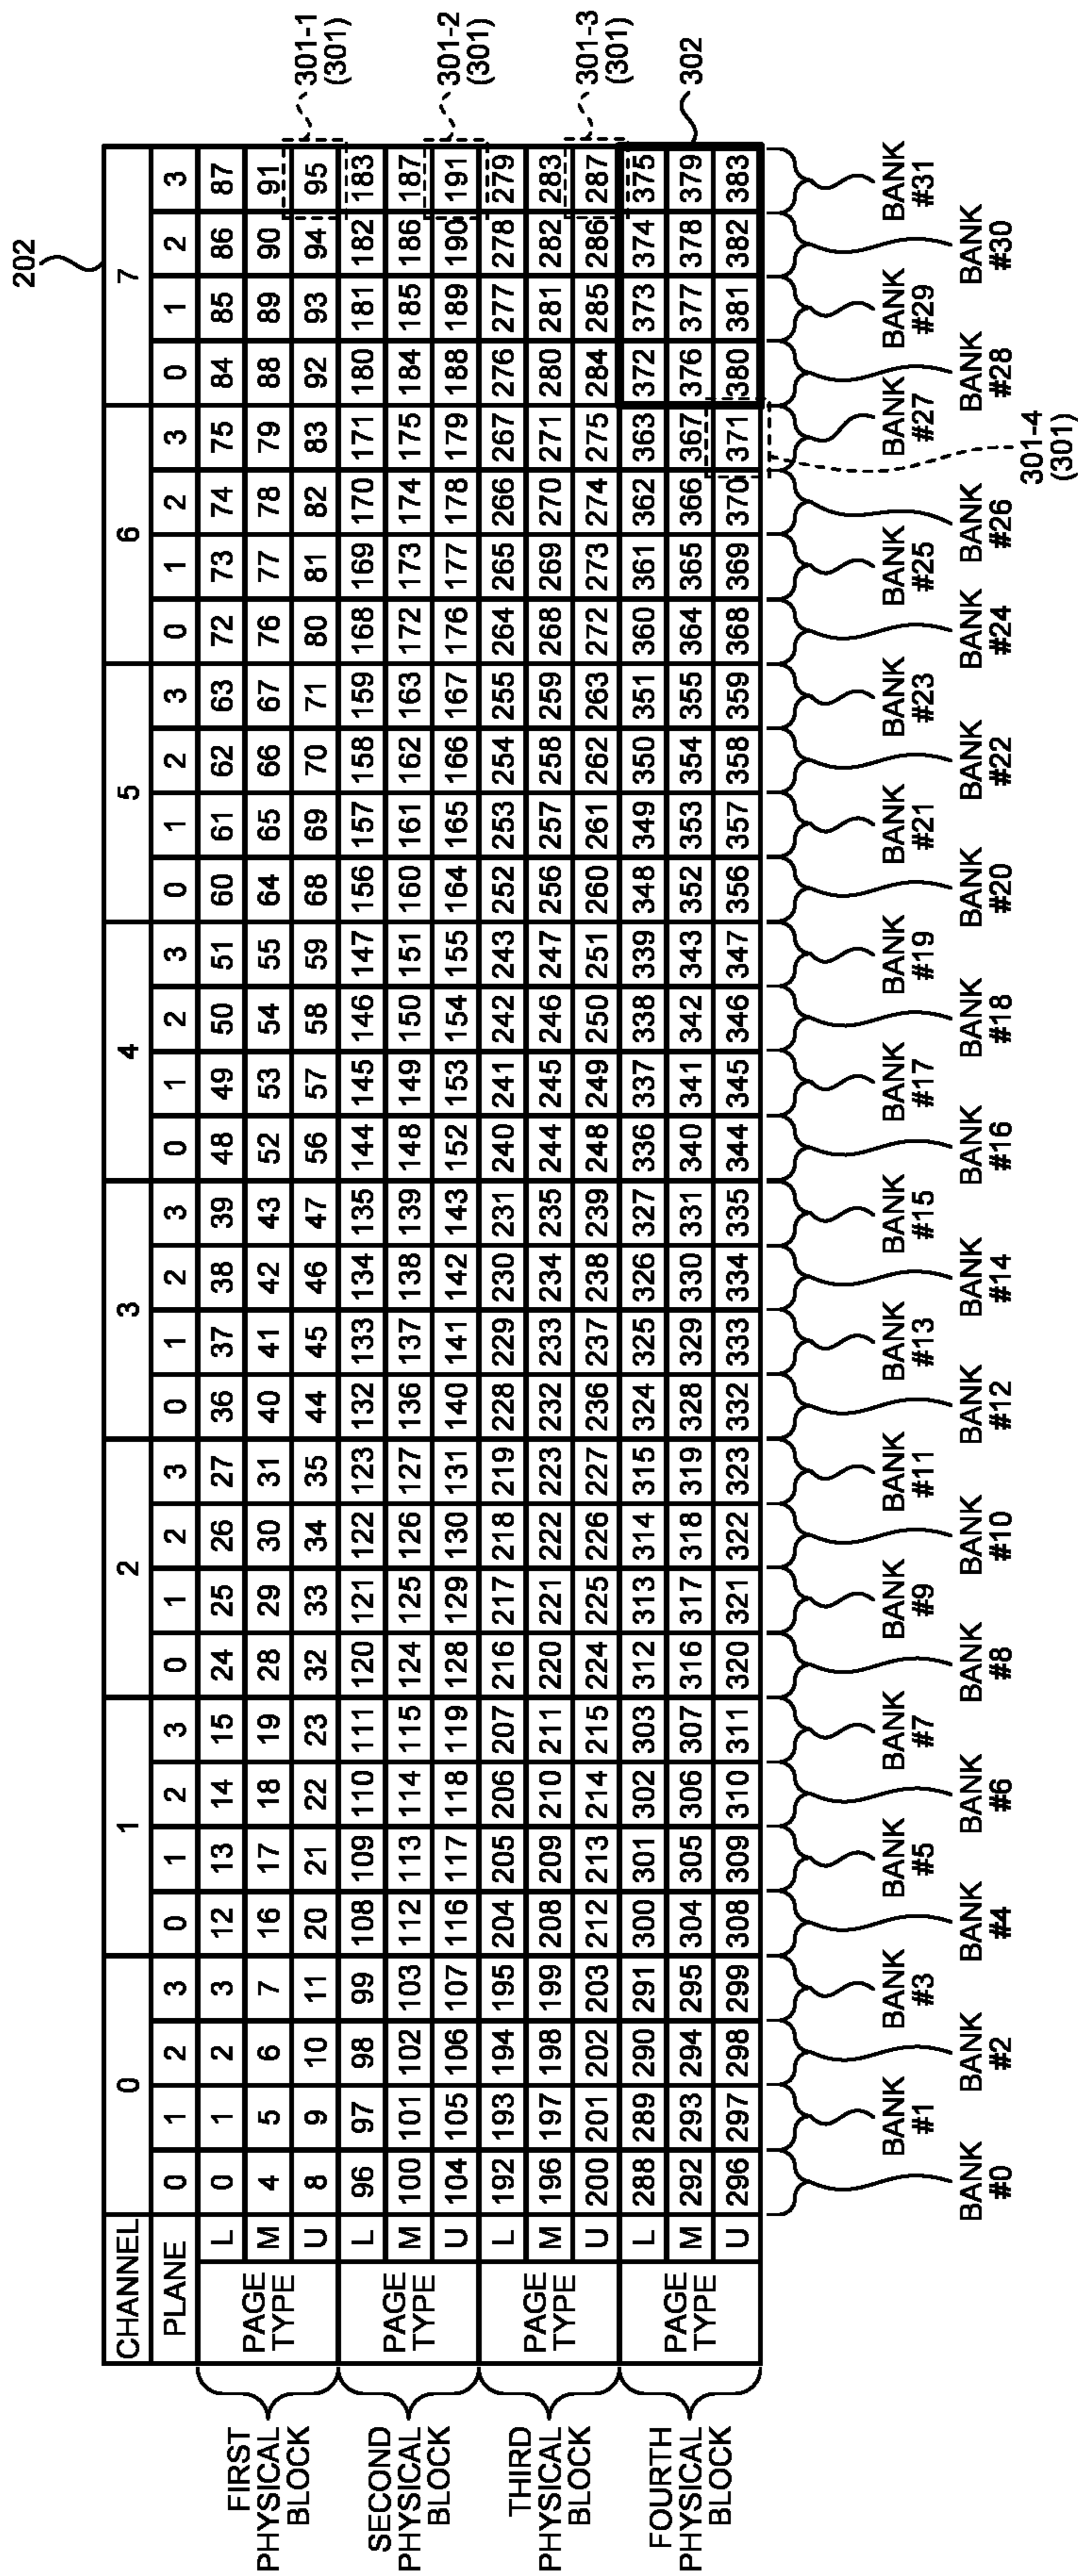 202
CHANNEL 0 1 2 3 4 5 6 7
PLANE 0 1 2 3 0 1 2 3 0 1 2 3 0 1 2 3 0 1 2 3 0 1 2 3 0 1 2 3 0 1 2 3
FIRST
PHYSICAL
BLOCK
PAGE
TYPE
L 0 1 2 3 12 13 14 15 24 25 26 27 36 37 38 39 48 49 50 51 60 61 62 63 72 73 74 75 84 85 86 87
M 4 5 6 7 16 17 18 19 28 29 30 31 40 41 42 43 52 53 54 55 64 65 66 67 76 77 78 79 88 89 90 91
U 8 9 10 11 20 21 22 23 32 33 34 35 44 45 46 47 56 57 58 59 68 69 70 71 80 81 82 83 92 93 94 95
301-1
(301)
SECOND
PHYSICAL
BLOCK
PAGE
TYPE
L 96 97 98 99 108 109 110 111 120 121 122 123 132 133 134 135 144 145 146 147 156 157 158 159 168 169 170 171 180 181 182 183
M 100 101 102 103 112 113 114 115 124 125 126 127 136 137 138 139 148 149 150 151 160 161 162 163 172 173 174 175 184 185 186 187
U 104 105 106 107 116 117 118 119 128 129 130 131 140 141 142 143 152 153 154 155 164 165 166 167 176 177 178 179 188 189 190 191
301-2
(301)
THIRD
PHYSICAL
BLOCK
PAGE
TYPE
L 192 193 194 195 204 205 206 207 216 217 218 219 228 229 230 231 240 241 242 243 252 253 254 255 264 265 266 267 276 277 278 279
M 196 197 198 199 208 209 210 211 220 221 222 223 232 233 234 235 244 245 246 247 256 257 258 259 268 269 270 271 280 281 282 283
U 200 201 202 203 212 213 214 215 224 225 226 227 236 237 238 239 248 249 250 251 260 261 262 263 272 273 274 275 284 285 286 287
301-3
(301)
FOURTH
PHYSICAL
BLOCK
PAGE
TYPE
L 288 289 290 291 300 301 302 303 312 313 314 315 324 325 326 327 336 337 338 339 348 349 350 351 360 361 362 363 372 373 374 375
M 292 293 294 295 304 305 306 307 316 317 318 319 328 329 330 331 340 341 342 343 352 353 354 355 364 365 366 367 376 377 378 379
U 296 297 298 299 308 309 310 311 320 321 322 323 332 333 334 335 344 345 346 347 356 357 358 359 368 369 370 371 380 381 382 383
302
BANK
#0
BANK
#1
BANK
#2
BANK
#3
BANK
#4
BANK
#5
BANK
#6
BANK
#7
BANK
#8
BANK
#9
BANK
#10
BANK
#11
BANK
#12
BANK
#13
BANK
#14
BANK
#15
BANK
#16
BANK
#17
BANK
#18
BANK
#19
BANK
#20
BANK
#21
BANK
#22
BANK
#23
BANK
#24
BANK
#25
BANK
#26
BANK
#27
BANK
#28
BANK
#29
BANK
#30
BANK
#31
301-4
(301)